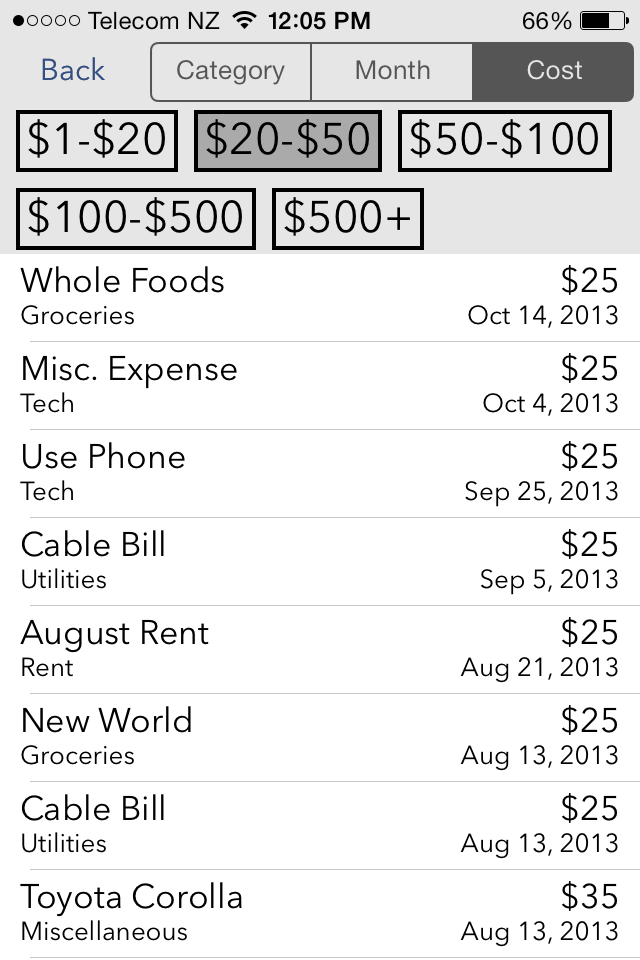 Telecom NZ 12:05 PM 66%
Back Category Month Cost
$1-$20 $20-$50 $50-$100
$100-$500 $500+
Whole Foods $25
Groceries Oct 14, 2013
Misc. Expense $25
Tech Oct 4, 2013
Use Phone $25
Tech Sep 25, 2013
Cable Bill $25
Utilities Sep 5, 2013
August Rent $25
Rent Aug 21, 2013
New World $25
Groceries Aug 13, 2013
Cable Bill $25
Utilities Aug 13, 2013
Toyota Corolla $35
Miscellaneous Aug 13, 2013